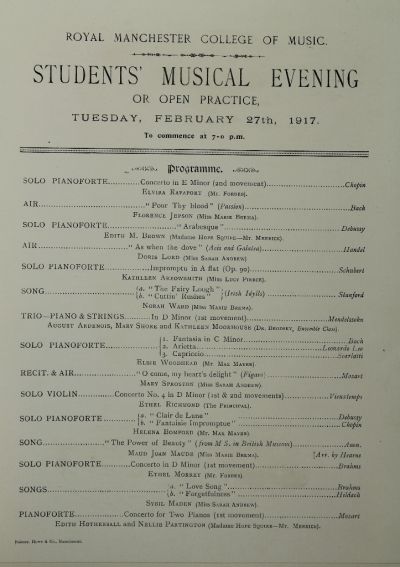 ROYAL MANCHESTER COLLEGE OF MUSIC.
STUDENTS' MUSICAL EVENING
OR OPEN PRACTICE,
TUESDAY, FEBRUARY 27th, 1917.
To commence at 7-0 p.m.
Programme.
SOLO PIANOFORTE............Concerto in E Minor (2nd movement)............Chopin
ELVIRA RAPAPORT (MR. FORBES).
AIR............"Pour Thy blood" (Passion)............Bach
FLORENCE JEPSON (MISS MARIE BREMA).
SOLO PIANOFORTE............"Arabesque"............Debussy
EDITH M. BROWN (MADAME HOPE SQUIRE—MR. MERRICK).
AIR............"As when the dove" (Acis and Galatea)............Handel
DORIS LORD (MISS SARAH ANDREW).
SOLO PIANOFORTE............Impromptu in A flat (Op. 90)............Schubert
KATHLEEN ARROWSMITH (MISS LUCY PIERCE).
SONG............{a. "The Fairy Lough" } (Irish Idylls)............Stanford
{b. "Cuttin' Rushes" }
NORAH WARD (MISS MARIE BREMA).
TRIO—PIANO & STRINGS............In D Minor (1st movement)............Mendelssohn
AUGUST ARDENOIS, MARY SHORE and KATHLEEN MOORHOUSE (DR. BRODSKY, Ensemble Class).
SOLO PIANOFORTE {1. Fantasia in C Minor............Bach
2. Arietta............Leonardo Leo
3. Capriccio............Scarlatti
ELSIE WOODHEAD (MR. MAX MAYER).
RECIT. & AIR............"O come, my heart's delight" (Figaro)............Mozart
MARY SPROSTON (MISS SARAH ANDREW).
SOLO VIOLIN............Concerto No. 4 in D Minor (1st & 2nd movements)............Vieuxtemps
ETHEL RICHMOND (THE PRINCIPAL).
SOLO PIANOFORTE............{a. "Clair de Lune"............Debussy
{b. "Fantaisie Impromptue"............Chopin
HELENA BOMFORD (MR. MAX MAYER).
SONG............"The Power of Beauty" (from M S. in British Museum)............Anon.
MAUD JOAN MAUDE (MISS MARIE BREMA). [Arr. by Hearne
SOLO PIANOFORTE............Concerto in D Minor (1st movement)............Brahms
ETHEL MORREY (MR. FORBES).
SONGS............{a. "Love Song"............Brahms
{b. "Forgetfulness"............Heidach
SYBIL MADEN (MISS SARAH ANDREW).
PIANOFORTE............Concerto for Two Pianos (1st movement)............Mozart
EDITH HOTHERSALL and NELLIE PARTINGTON (MADAME HOPE SQUIRE—MR. MERRICK).